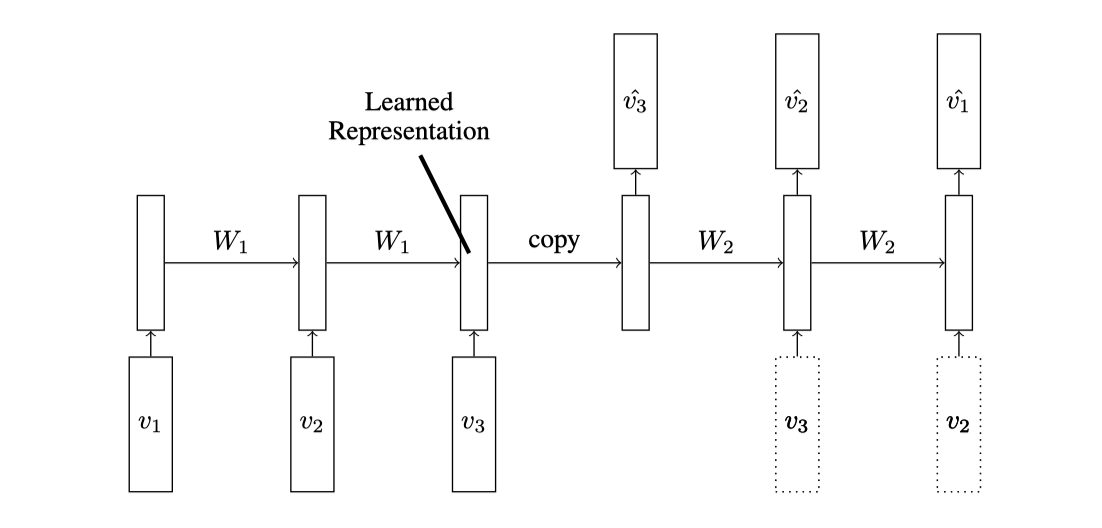 v̂₃ v̂₂ v̂₁
Learned
Representation
W₁ W₁ copy W₂ W₂
v₁ v₂ v₃ v₃ v₂